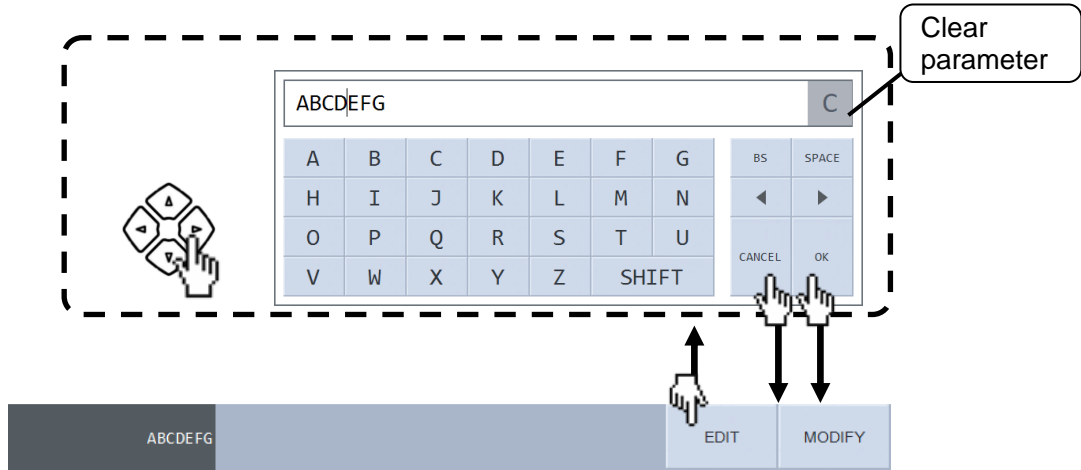 Clear
parameter
ABCDEFG C
A B C D E F G BS SPACE
H I J K L M N
O P Q R S T U
CANCEL OK
V W X Y Z SHIFT
ABCDEFG EDIT MODIFY